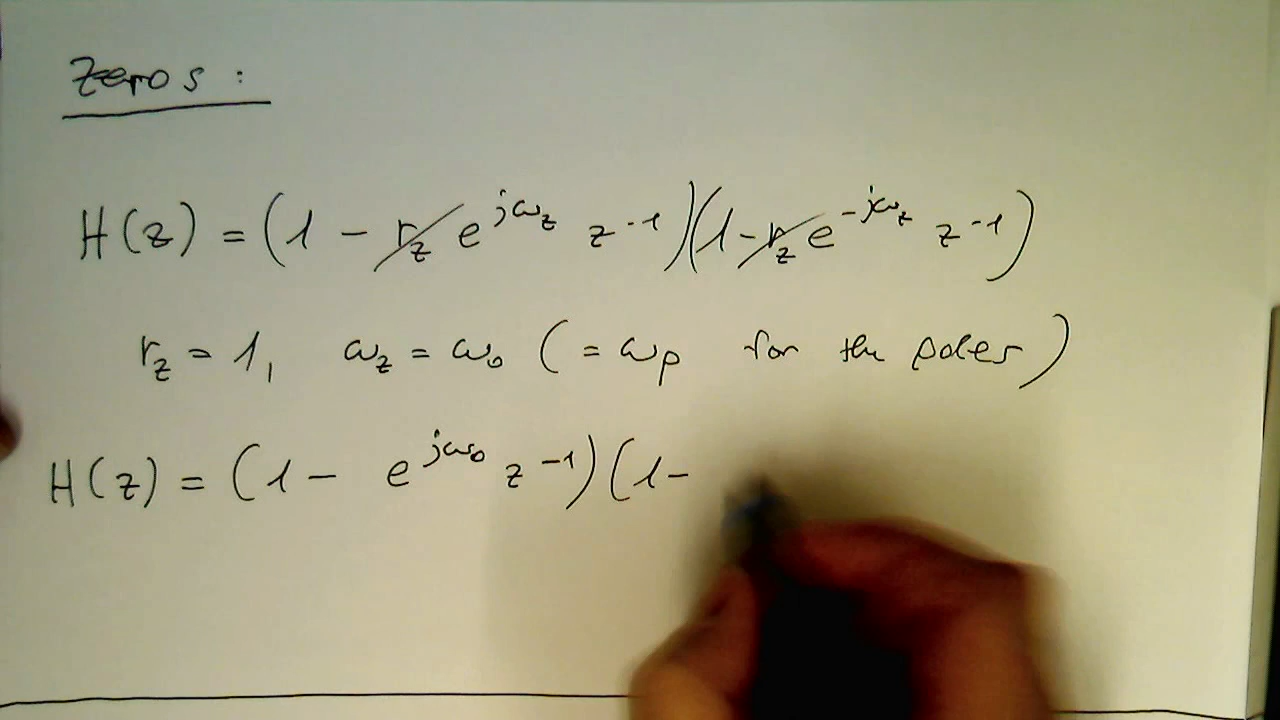 Zeros :
H(z) = (1 - r_z e^{jω_z} z^{-1})(1 - r_z e^{-jω_z} z^{-1})
r_z = 1, ω_z = ω_0 (= ω_p for the poles)
H(z) = (1 - e^{jω_0} z^{-1})(1 -